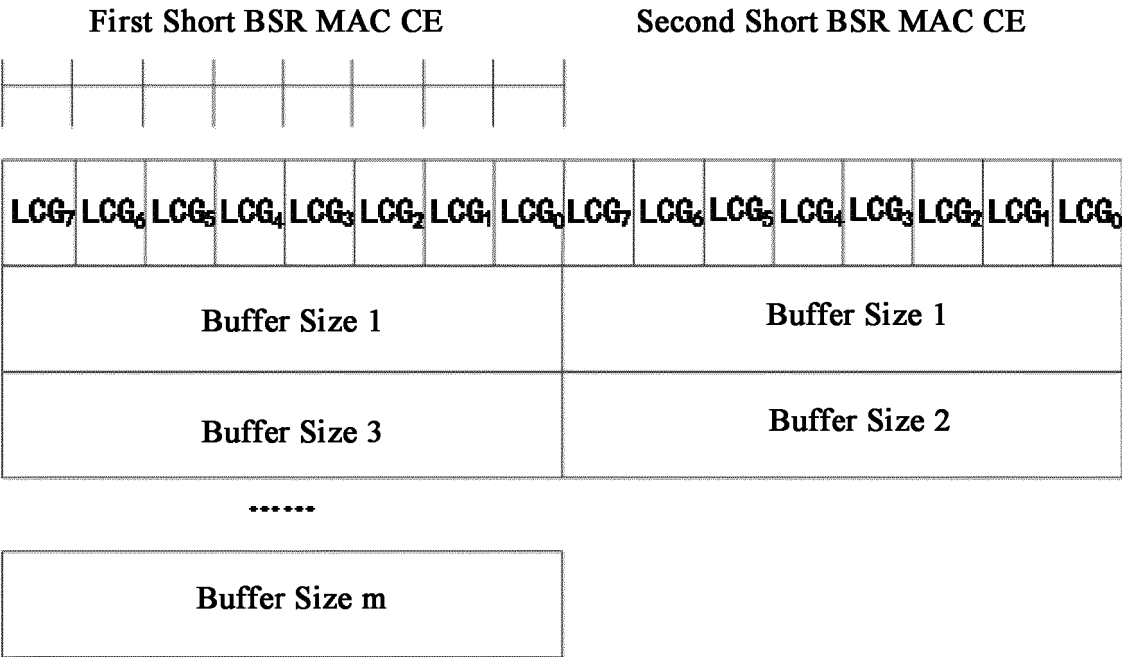 First Short BSR MAC CE Second Short BSR MAC CE
LCG₇ LCG₆ LCG₅ LCG₄ LCG₃ LCG₂ LCG₁ LCG₀ LCG₇ LCG₆ LCG₅ LCG₄ LCG₃ LCG₂ LCG₁ LCG₀
Buffer Size 1 Buffer Size 1
Buffer Size 3 Buffer Size 2
......
Buffer Size m